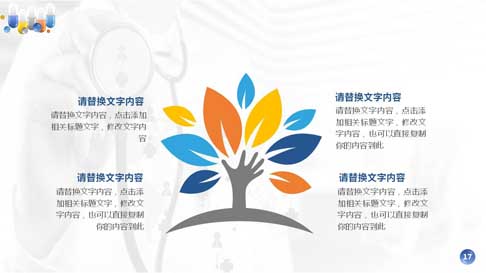 请替换文字内容
请替换文字内容，点击添加
相关标题文字，修改文字内
容
请替换文字内容
请替换文字内容，点击添
加相关标题文字，修改文
字内容，也可以直接复制
你的内容到此
请替换文字内容
请替换文字内容，点击添
加相关标题文字，修改文
字内容，也可以直接复制
你的内容到此
请替换文字内容
请替换文字内容，点击添
加相关标题文字，修改文
字内容，也可以直接复制
你的内容到此
17